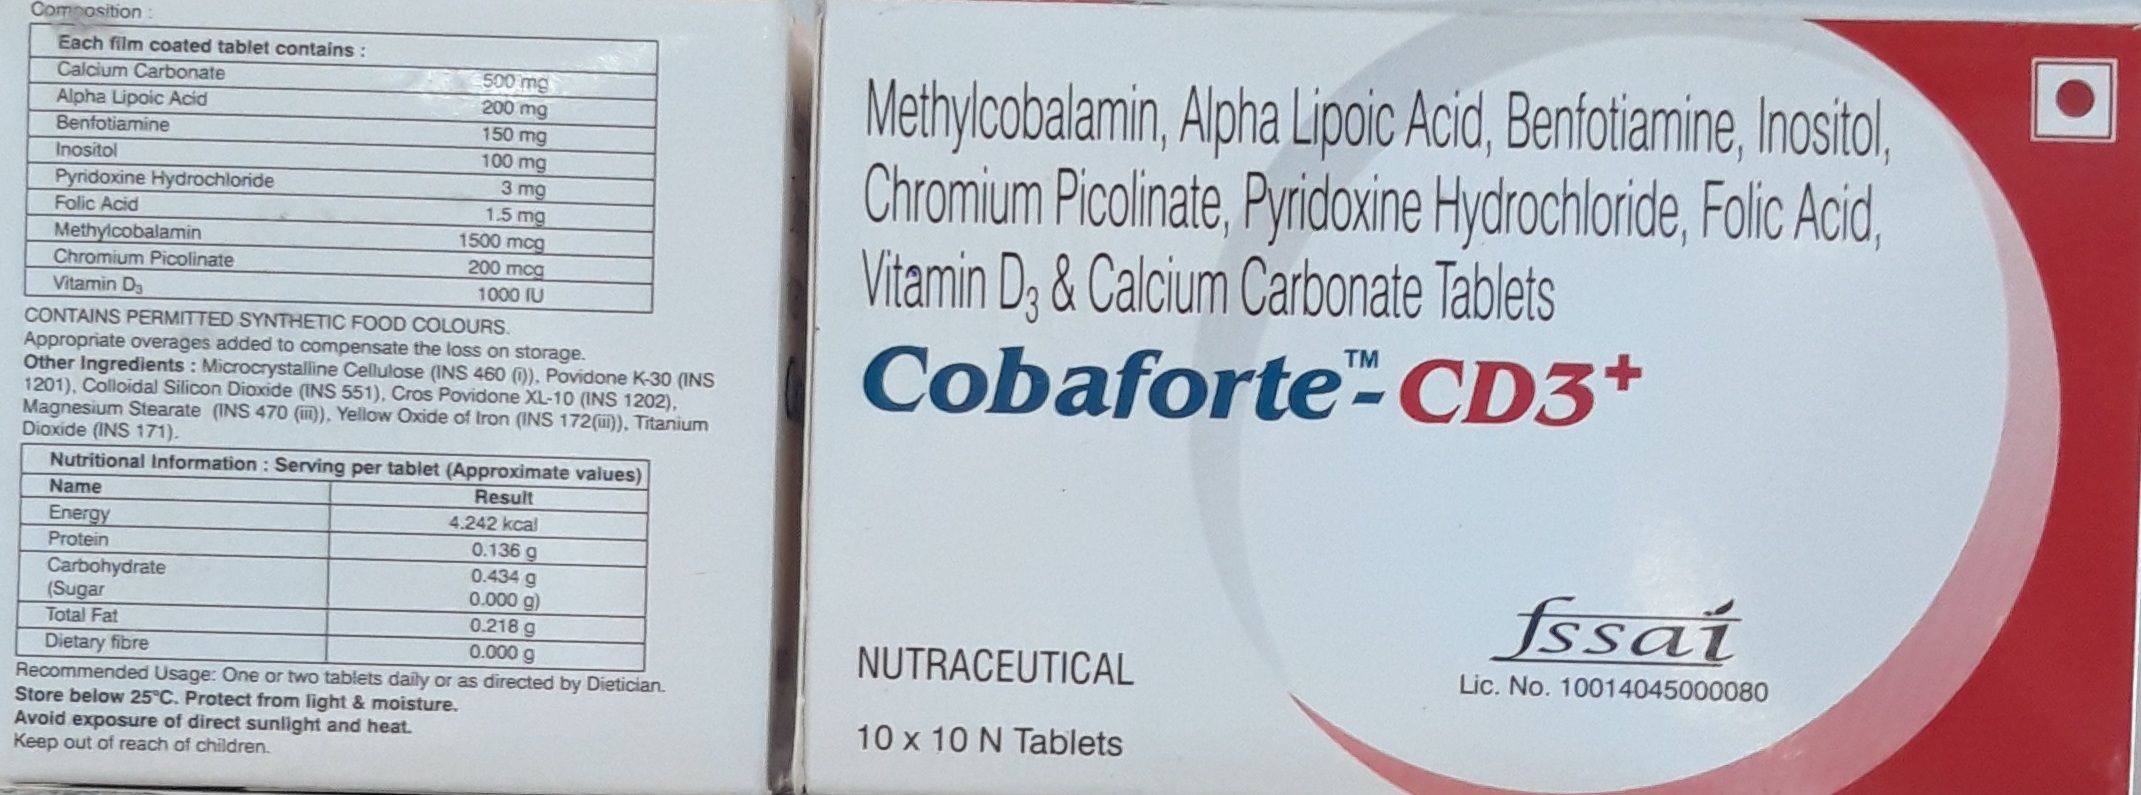 Composition :
Each film coated tablet contains :
Calcium Carbonate 500 mg
Alpha Lipoic Acid 200 mg
Benfotiamine 150 mg
Inositol 100 mg
Pyridoxine Hydrochloride 3 mg
Folic Acid 1.5 mg
Methylcobalamin 1500 mcg
Chromium Picolinate 200 mcg
Vitamin D3 1000 IU
CONTAINS PERMITTED SYNTHETIC FOOD COLOURS.
Appropriate overages added to compensate the loss on storage.
Other Ingredients : Microcrystalline Cellulose (INS 460 (i)), Povidone K-30 (INS
1201), Colloidal Silicon Dioxide (INS 551), Cros Povidone XL-10 (INS 1202),
Magnesium Stearate (INS 470 (iii)), Yellow Oxide of Iron (INS 172(iii)), Titanium
Dioxide (INS 171).
Nutritional Information : Serving per tablet (Approximate values)
Name Result
Energy 4.242 kcal
Protein 0.136 g
Carbohydrate 0.434 g
(Sugar 0.000 g)
Total Fat 0.218 g
Dietary fibre 0.000 g
Recommended Usage: One or two tablets daily or as directed by Dietician.
Store below 25°C. Protect from light & moisture.
Avoid exposure of direct sunlight and heat.
Keep out of reach of children.
Methylcobalamin, Alpha Lipoic Acid, Benfotiamine, Inositol,
Chromium Picolinate, Pyridoxine Hydrochloride, Folic Acid,
Vitamin D3 & Calcium Carbonate Tablets
Cobaforte™-CD3+
NUTRACEUTICAL
10 x 10 N Tablets
fssai
Lic. No. 10014045000080